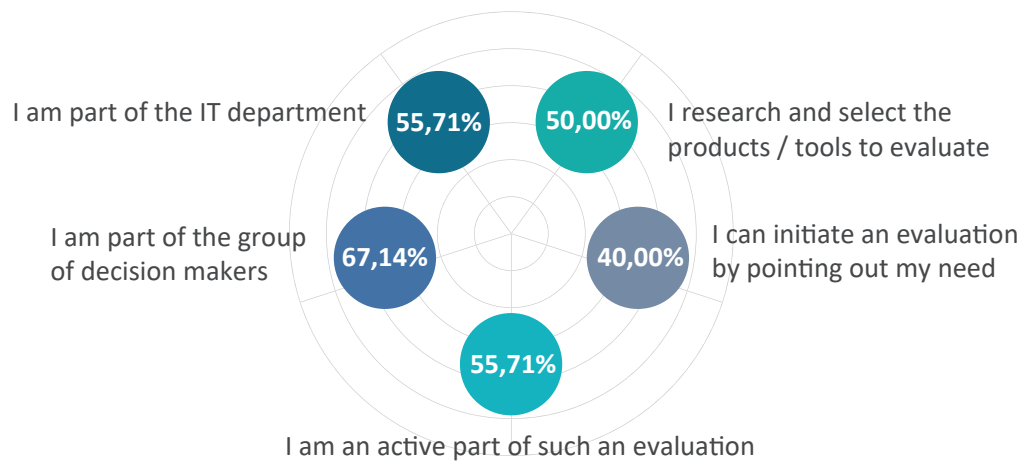 I am part of the IT department
55,71%
50,00%
I research and select the
products / tools to evaluate
I am part of the group
of decision makers
67,14%
40,00%
I can initiate an evaluation
by pointing out my need
55,71%
I am an active part of such an evaluation